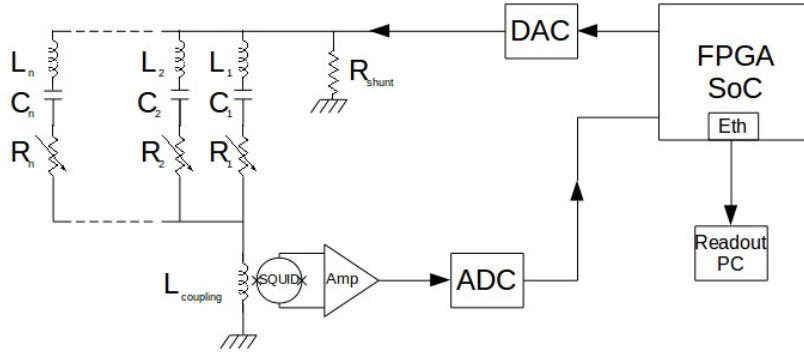 DAC
FPGA
SoC
Eth
Lₙ
L₂
L₁
Rshunt
Cₙ
C₂
C₁
Rₙ
R₂
R₁
Readout
PC
Lcoupling
SQUID
Amp
ADC